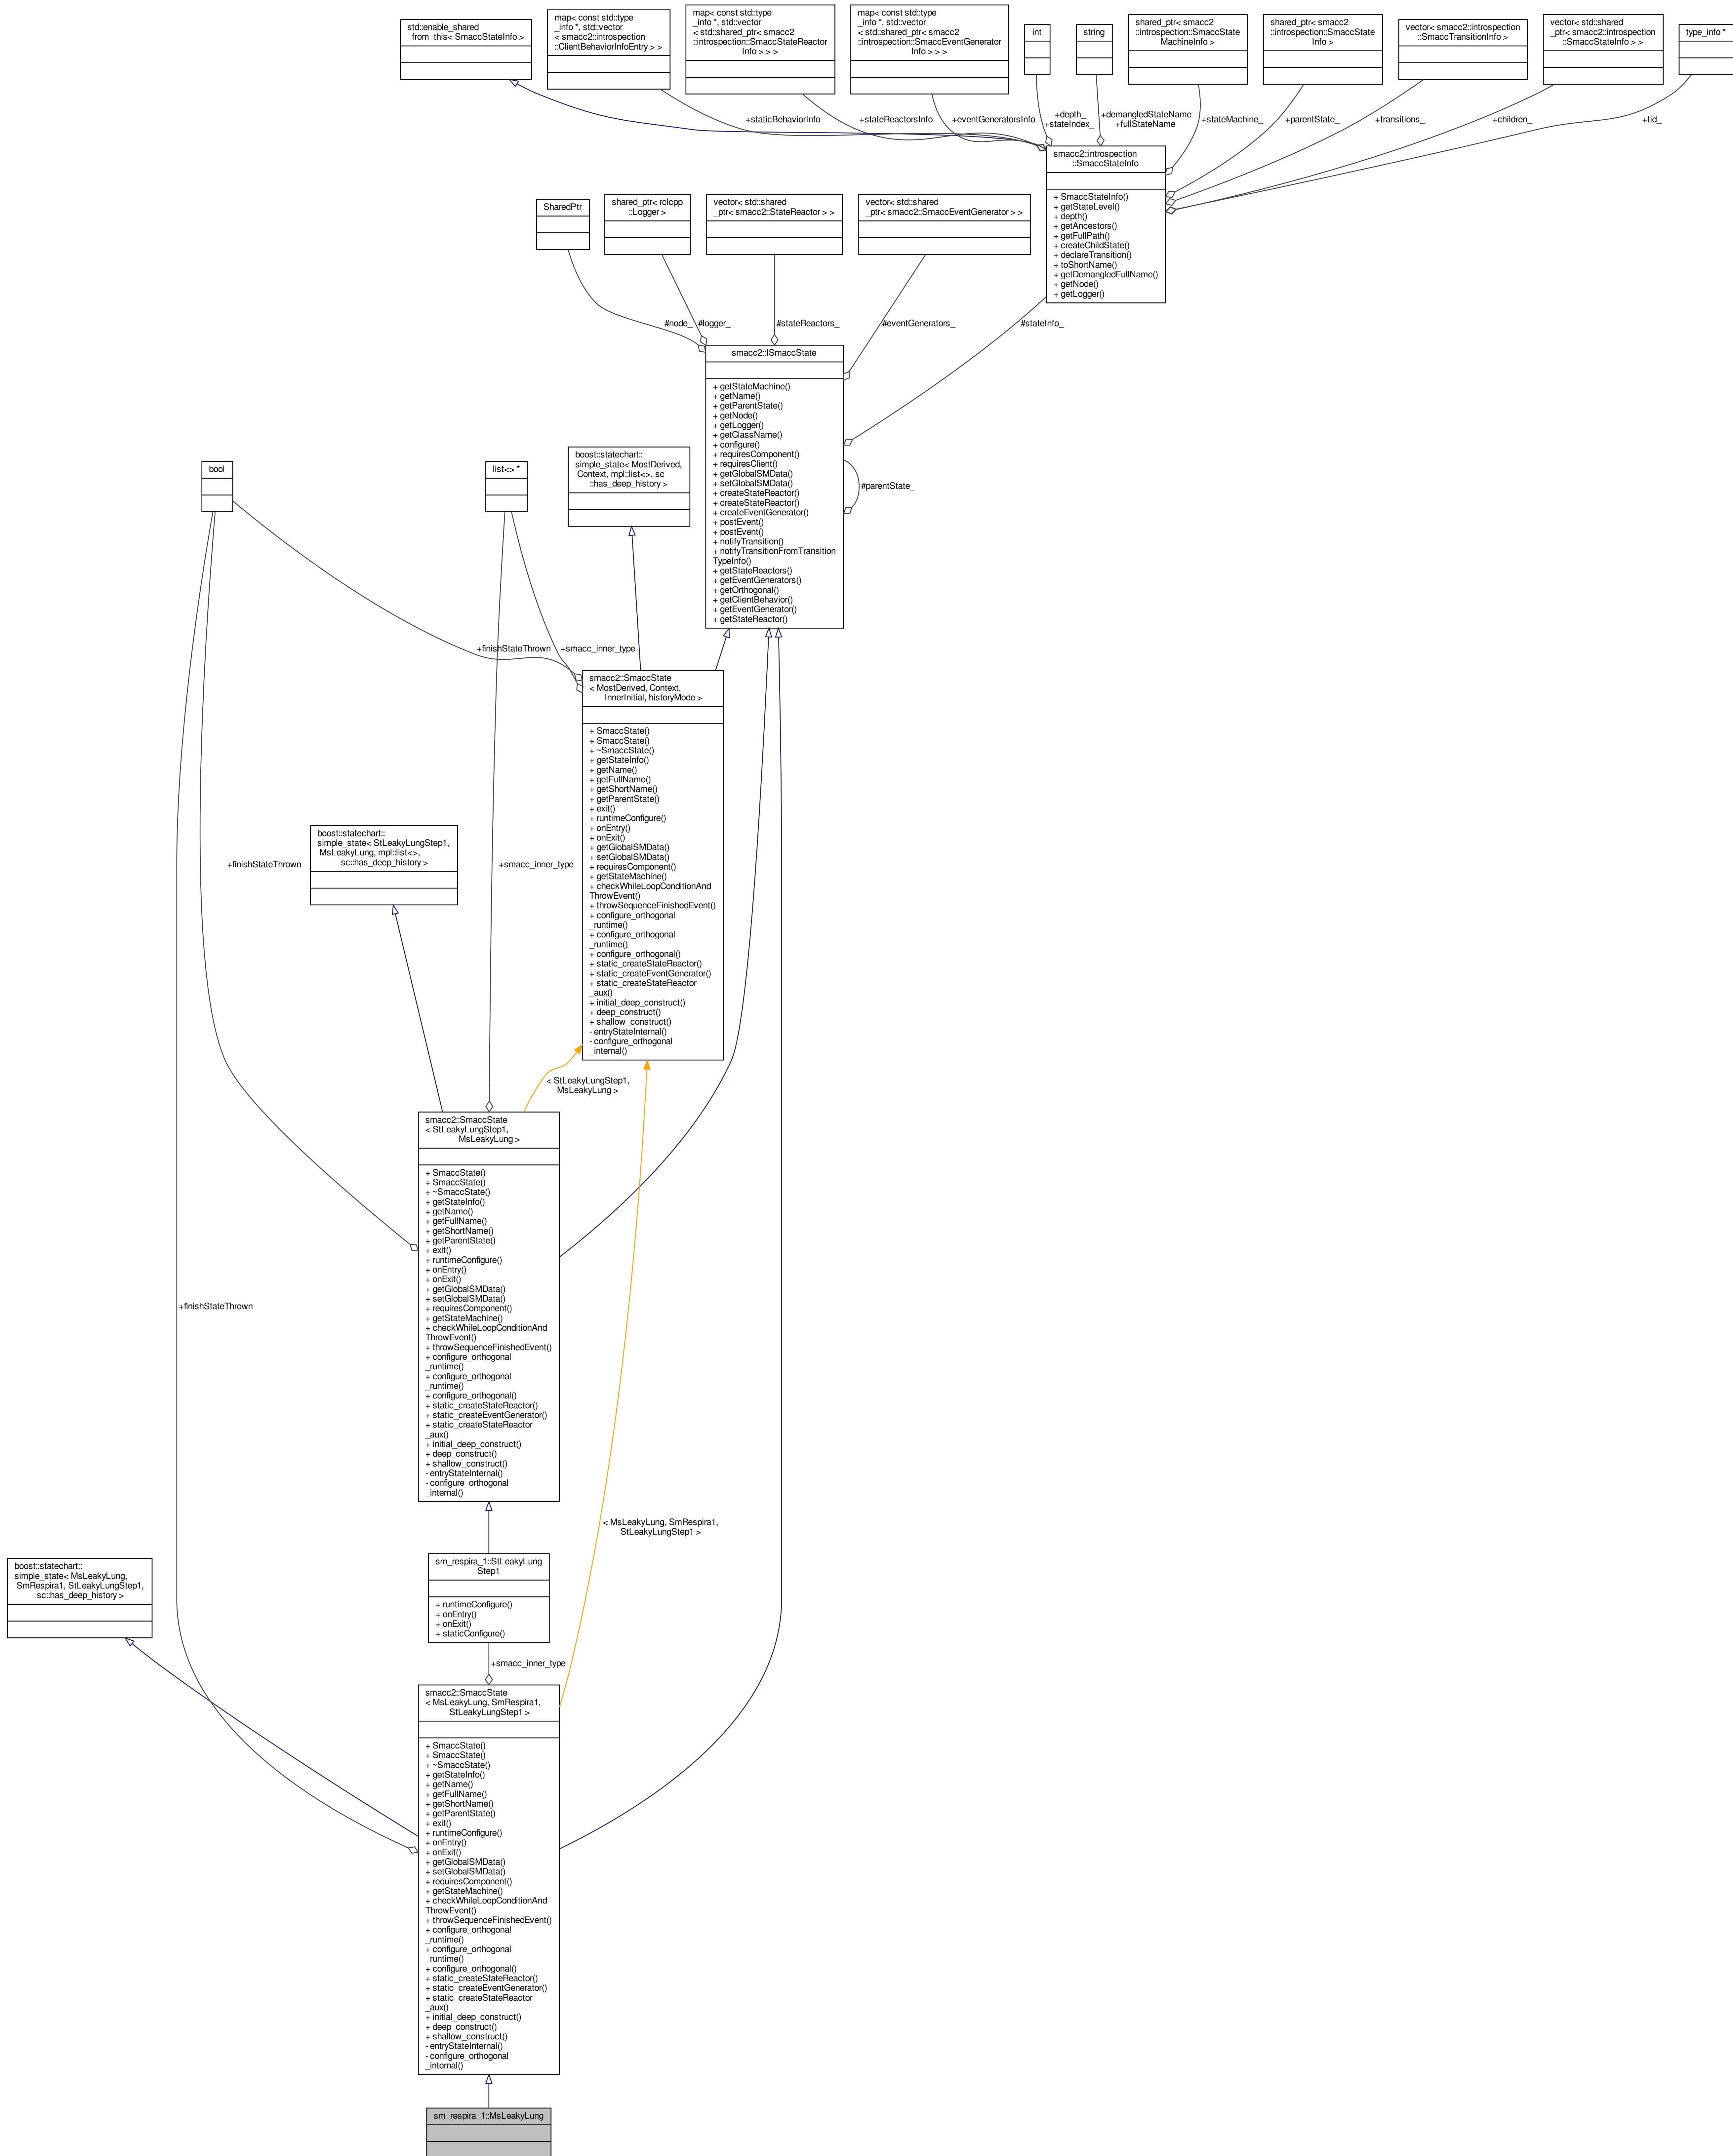 std::enable_shared
_from_this< SmaccStateInfo >
map< const std::type
_info *, std::vector
< smacc2::introspection
::ClientBehaviorInfoEntry > >
map< const std::type
_info *, std::vector
< std::shared_ptr< smacc2
::introspection::SmaccStateReactor
Info > > >
map< const std::type
_info *, std::vector
< std::shared_ptr< smacc2
::introspection::SmaccEventGenerator
Info > > >
int
string
shared_ptr< smacc2
::introspection::SmaccState
MachineInfo >
shared_ptr< smacc2
::introspection::SmaccState
Info >
vector< smacc2::introspection
::SmaccTransitionInfo >
vector< std::shared
_ptr< smacc2::introspection
::SmaccStateInfo > >
type_info *
+staticBehaviorInfo
+stateReactorsInfo
+eventGeneratorsInfo
+depth_
+stateIndex_
+demangledStateName
+fullStateName
+stateMachine_
+parentState_
+transitions_
+children_
+tid_
smacc2::introspection
::SmaccStateInfo
+ SmaccStateInfo()
+ getStateLevel()
+ depth()
+ getAncestors()
+ getFullPath()
+ createChildState()
+ declareTransition()
+ toShortName()
+ getDemangledFullName()
+ getNode()
+ getLogger()
SharedPtr
shared_ptr< rclcpp
::Logger >
vector< std::shared
_ptr< smacc2::StateReactor > >
vector< std::shared
_ptr< smacc2::SmaccEventGenerator > >
#node_
#logger_
#stateReactors_
#eventGenerators_
#stateInfo_
smacc2::ISmaccState
+ getStateMachine()
+ getName()
+ getParentState()
+ getNode()
+ getLogger()
+ getClassName()
+ configure()
+ requiresComponent()
+ requiresClient()
+ getGlobalSMData()
+ setGlobalSMData()
+ createStateReactor()
+ createStateReactor()
+ createEventGenerator()
+ postEvent()
+ postEvent()
+ notifyTransition()
+ notifyTransitionFromTransition
TypeInfo()
+ getStateReactors()
+ getEventGenerators()
+ getOrthogonal()
+ getClientBehavior()
+ getEventGenerator()
+ getStateReactor()
#parentState_
bool
list<> *
boost::statechart::
simple_state< MostDerived,
Context, mpl::list<>, sc
::has_deep_history >
+finishStateThrown
+smacc_inner_type
smacc2::SmaccState
< MostDerived, Context,
InnerInitial, historyMode >
+ SmaccState()
+ SmaccState()
+ ~SmaccState()
+ getStateInfo()
+ getName()
+ getFullName()
+ getShortName()
+ getParentState()
+ exit()
+ runtimeConfigure()
+ onEntry()
+ onExit()
+ getGlobalSMData()
+ setGlobalSMData()
+ requiresComponent()
+ getStateMachine()
+ checkWhileLoopConditionAnd
ThrowEvent()
+ throwSequenceFinishedEvent()
+ configure_orthogonal
_runtime()
+ configure_orthogonal
_runtime()
+ configure_orthogonal()
+ static_createStateReactor()
+ static_createEventGenerator()
+ static_createStateReactor
_aux()
+ initial_deep_construct()
+ deep_construct()
+ shallow_construct()
- entryStateInternal()
- configure_orthogonal
_internal()
boost::statechart::
simple_state< StLeakyLungStep1,
MsLeakyLung, mpl::list<>,
sc::has_deep_history >
+finishStateThrown
+smacc_inner_type
< StLeakyLungStep1,
MsLeakyLung >
smacc2::SmaccState
< StLeakyLungStep1,
MsLeakyLung >
+ SmaccState()
+ SmaccState()
+ ~SmaccState()
+ getStateInfo()
+ getName()
+ getFullName()
+ getShortName()
+ getParentState()
+ exit()
+ runtimeConfigure()
+ onEntry()
+ onExit()
+ getGlobalSMData()
+ setGlobalSMData()
+ requiresComponent()
+ getStateMachine()
+ checkWhileLoopConditionAnd
ThrowEvent()
+ throwSequenceFinishedEvent()
+ configure_orthogonal
_runtime()
+ configure_orthogonal
_runtime()
+ configure_orthogonal()
+ static_createStateReactor()
+ static_createEventGenerator()
+ static_createStateReactor
_aux()
+ initial_deep_construct()
+ deep_construct()
+ shallow_construct()
- entryStateInternal()
- configure_orthogonal
_internal()
+finishStateThrown
< MsLeakyLung, SmRespira1,
StLeakyLungStep1 >
boost::statechart::
simple_state< MsLeakyLung,
SmRespira1, StLeakyLungStep1,
sc::has_deep_history >
sm_respira_1::StLeakyLung
Step1
+ runtimeConfigure()
+ onEntry()
+ onExit()
+ staticConfigure()
+smacc_inner_type
smacc2::SmaccState
< MsLeakyLung, SmRespira1,
StLeakyLungStep1 >
+ SmaccState()
+ SmaccState()
+ ~SmaccState()
+ getStateInfo()
+ getName()
+ getFullName()
+ getShortName()
+ getParentState()
+ exit()
+ runtimeConfigure()
+ onEntry()
+ onExit()
+ getGlobalSMData()
+ setGlobalSMData()
+ requiresComponent()
+ getStateMachine()
+ checkWhileLoopConditionAnd
ThrowEvent()
+ throwSequenceFinishedEvent()
+ configure_orthogonal
_runtime()
+ configure_orthogonal
_runtime()
+ configure_orthogonal()
+ static_createStateReactor()
+ static_createEventGenerator()
+ static_createStateReactor
_aux()
+ initial_deep_construct()
+ deep_construct()
+ shallow_construct()
- entryStateInternal()
- configure_orthogonal
_internal()
sm_respira_1::MsLeakyLung